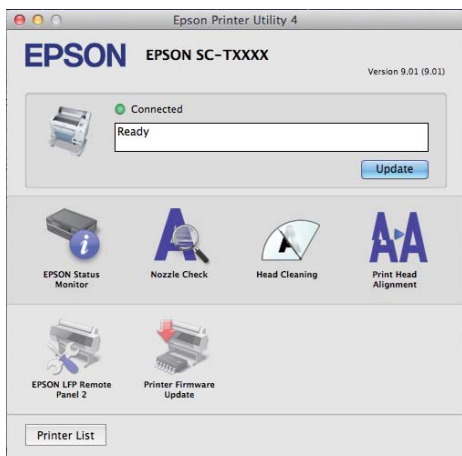 Epson Printer Utility 4
EPSON EPSON SC-TXXXX
Version 9.01 (9.01)
Connected
Ready
Update
EPSON Status
Monitor
Nozzle Check
Head Cleaning
Print Head
Alignment
EPSON LFP Remote
Panel 2
Printer Firmware
Update
Printer List